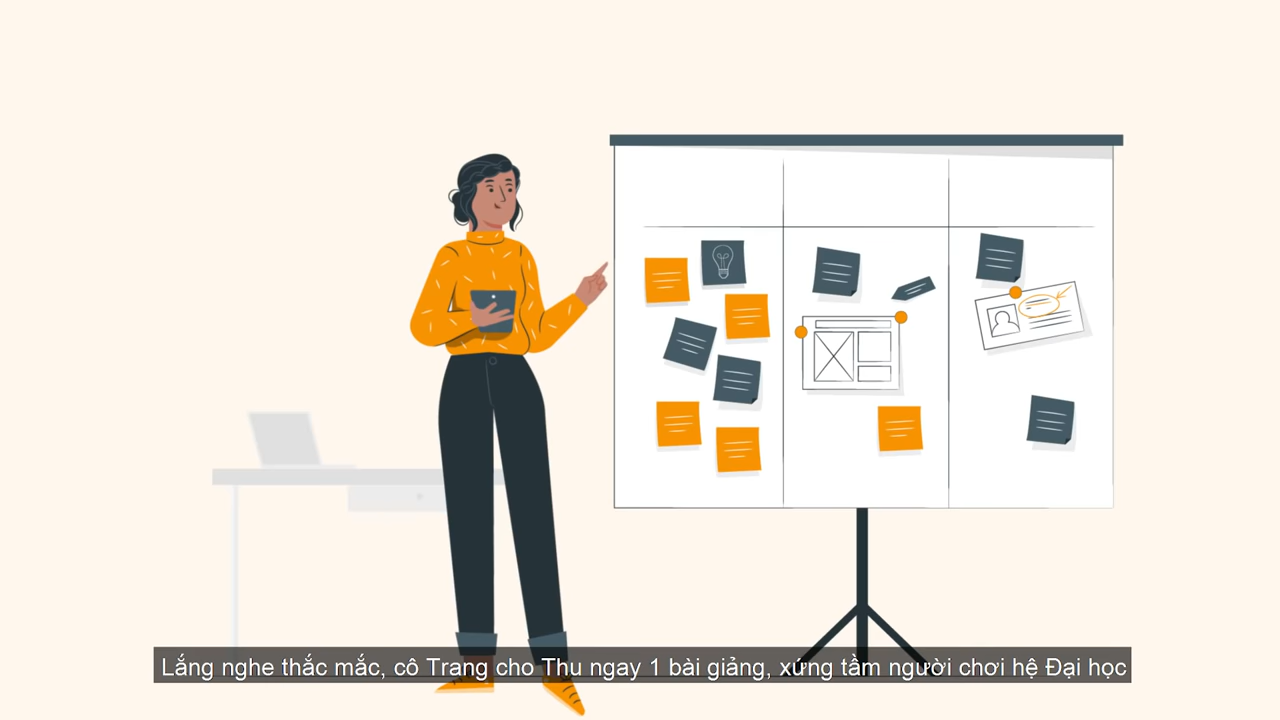 Lắng nghe thắc mắc, cô Trang cho Thu ngay 1 bài giảng, xứng tầm người chơi hệ Đại học